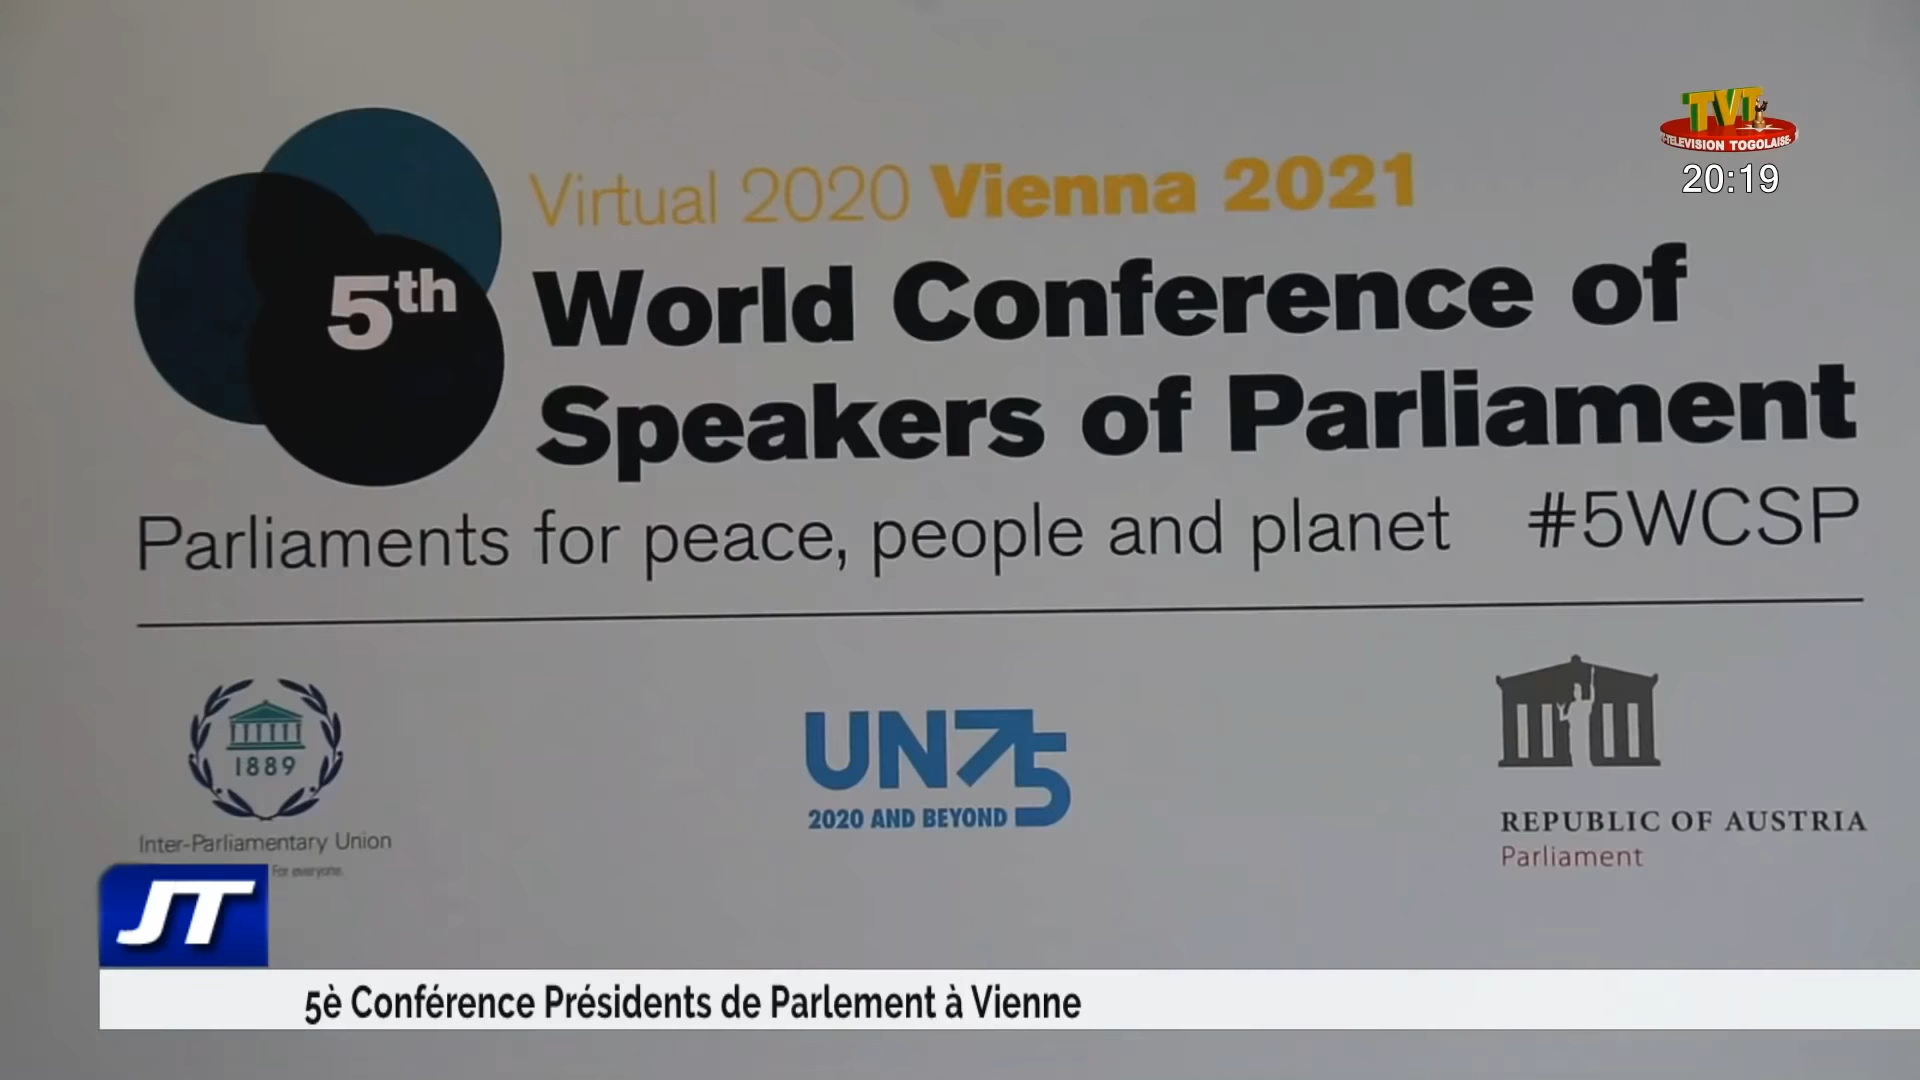 TVT
TELEVISION TOGOLAISE
20:19
Virtual 2020 Vienna 2021
5th
World Conference of
Speakers of Parliament
Parliaments for peace, people and planet #5WCSP
1889
Inter-Parliamentary Union
For everyone.
UN75
2020 AND BEYOND
REPUBLIC OF AUSTRIA
Parliament
JT
5è Conférence Présidents de Parlement à Vienne